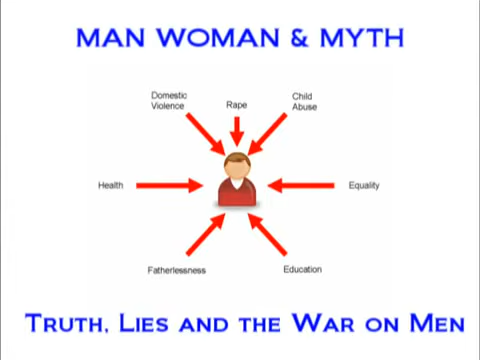 MAN WOMAN & MYTH
Domestic
Violence
Rape
Child
Abuse
Health
Equality
Fatherlessness
Education
TRUTH, LIES AND THE WAR ON MEN